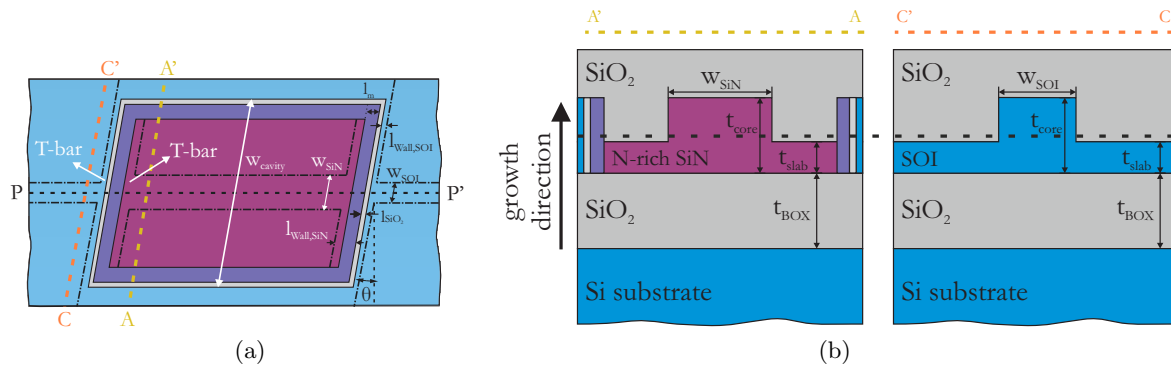 C'
A'
l_m
T-bar
T-bar
l_Wall,SOI
w_cavity
w_SiN
w_SOI
P
P'
l_SiO₂
l_Wall,SiN
θ
C
A
(a)
A'
A
C'
C
SiO₂
w_SiN
t_core
N-rich SiN
t_slab
SiO₂
t_BOX
Si substrate
growth
direction
SiO₂
w_SOI
t_core
SOI
t_slab
SiO₂
t_BOX
Si substrate
(b)